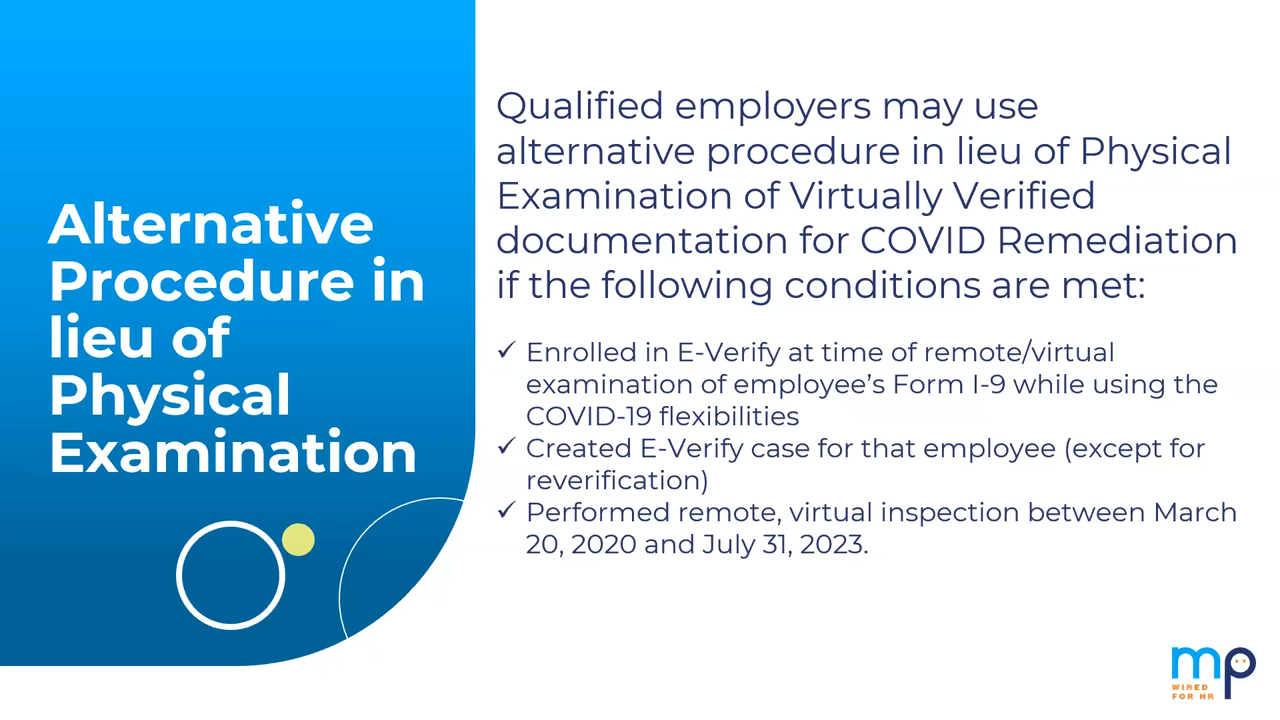 Alternative
Procedure in
lieu of
Physical
Examination
Qualified employers may use
alternative procedure in lieu of Physical
Examination of Virtually Verified
documentation for COVID Remediation
if the following conditions are met:
✓ Enrolled in E-Verify at time of remote/virtual
examination of employee’s Form I-9 while using the
COVID-19 flexibilities
✓ Created E-Verify case for that employee (except for
reverification)
✓ Performed remote, virtual inspection between March
20, 2020 and July 31, 2023.
mp
WIRED
FOR HR